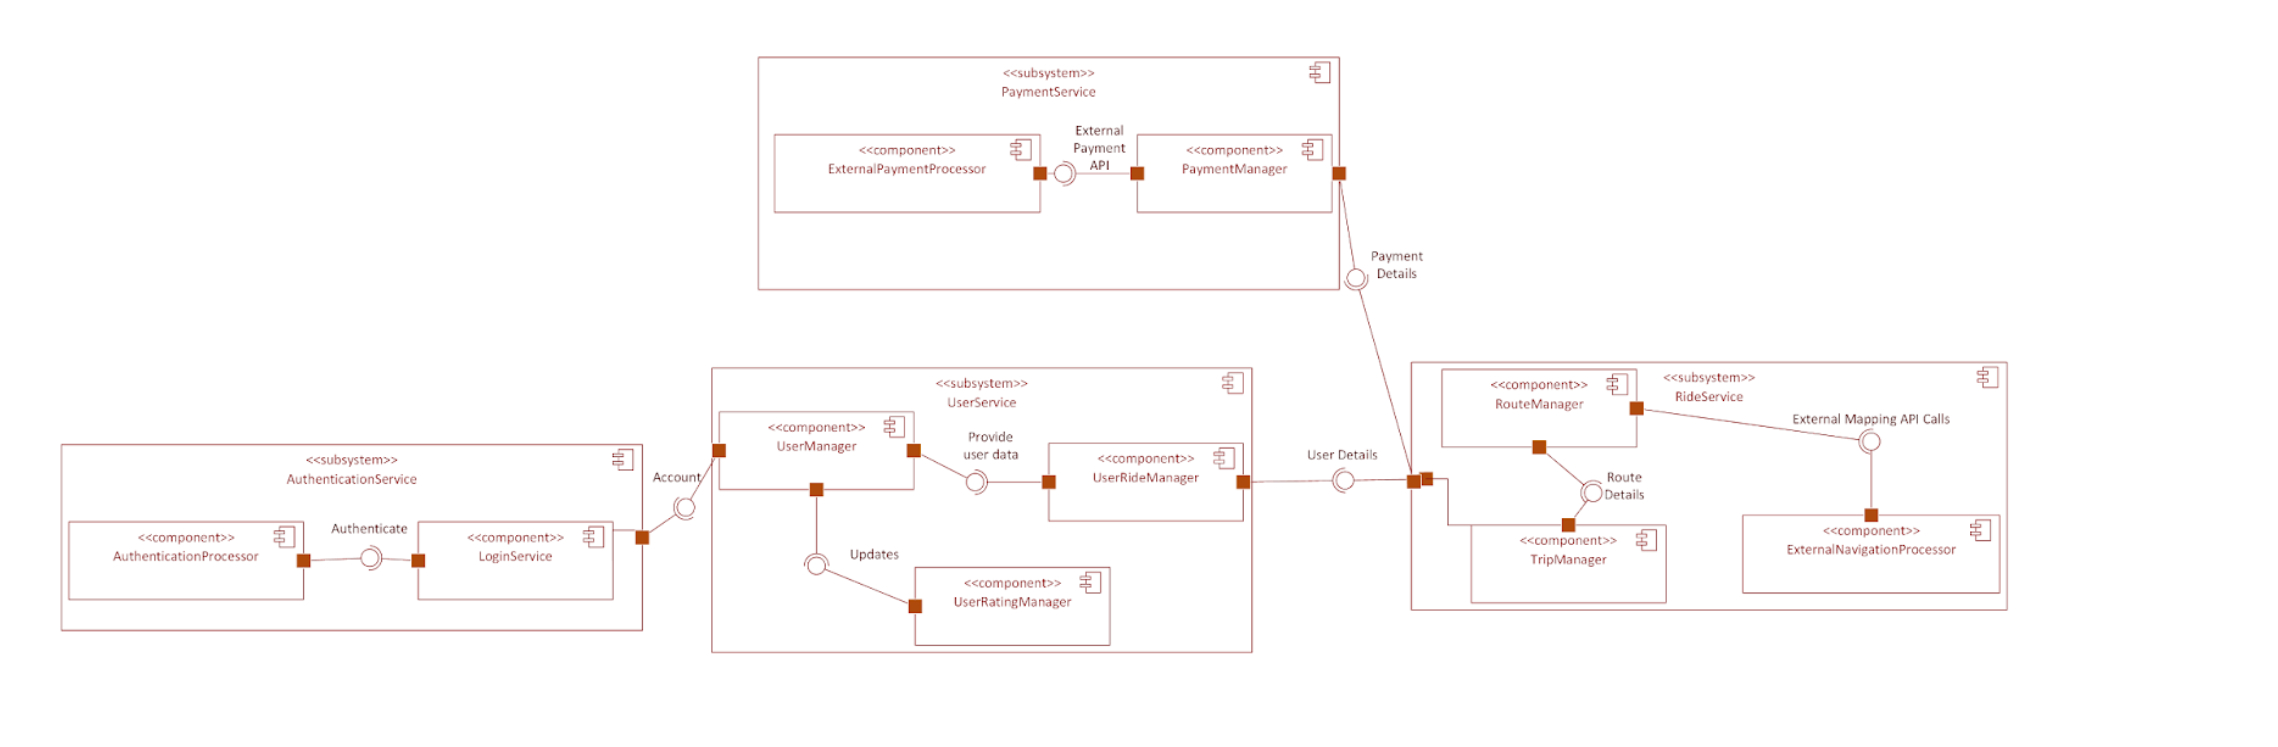 <<subsystem>>
PaymentService
<<component>>
ExternalPaymentProcessor
External
Payment
API
<<component>>
PaymentManager
Payment
Details
<<subsystem>>
AuthenticationService
<<component>>
AuthenticationProcessor
Authenticate
<<component>>
LoginService
Account
<<subsystem>>
UserService
<<component>>
UserManager
Provide
user data
<<component>>
UserRideManager
Updates
<<component>>
UserRatingManager
User Details
<<component>>
RouteManager
<<subsystem>>
RideService
External Mapping API Calls
Route
Details
<<component>>
TripManager
<<component>>
ExternalNavigationProcessor